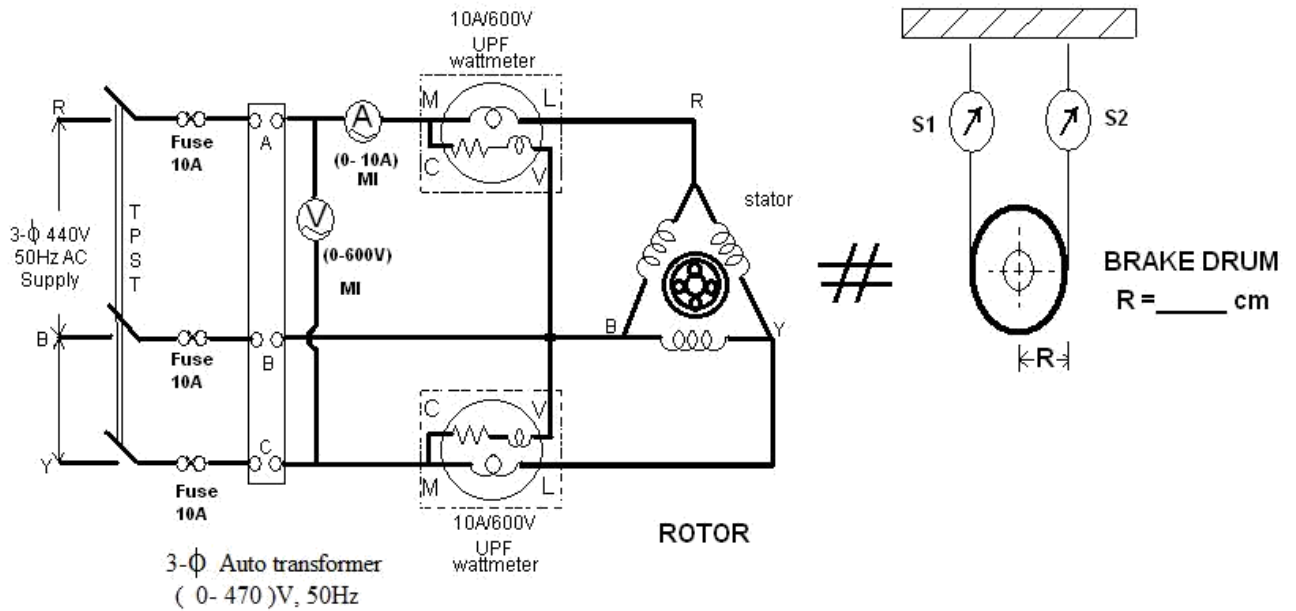 10A/600V
UPF
wattmeter
M
L
C
V
R
Fuse
10A
A
A
(0- 10A)
MI
R
S1
S2
3-ϕ 440V
50Hz AC
Supply
T
P
S
T
V
(0-600V)
MI
stator
BRAKE DRUM
R =_____ cm
B
Fuse
10A
B
B
Y
R
Y
Fuse
10A
C
C
V
M
L
10A/600V
UPF
wattmeter
ROTOR
3-ϕ Auto transformer
( 0- 470 )V, 50Hz